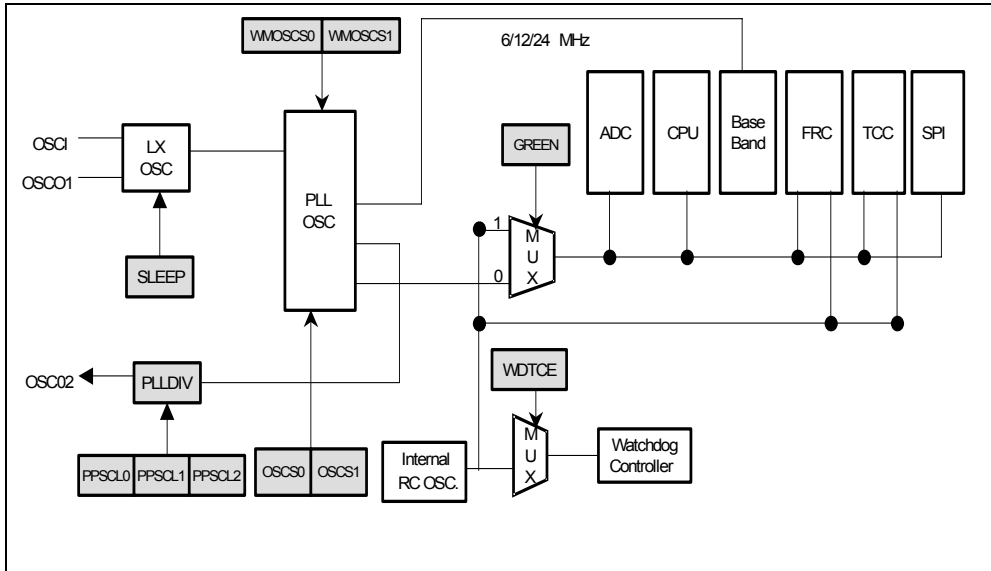 WMOSCS0 WMOSCS1
6/12/24 MHz
OSCI
OSCO1
LX
OSC
SLEEP
PLL
OSC
GREEN
1
0
M
U
X
ADC
CPU
Base
Band
FRC
TCC
SPI
OSC02
PLLDIV
PPSCL0 PPSCL1 PPSCL2
OSCS0 OSCS1
WDTCE
Internal
RC OSC.
M
U
X
Watchdog
Controller